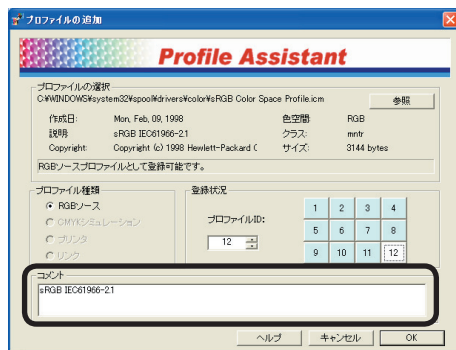 プロファイルの追加
Profile Assistant
プロファイルの選択
C:¥WINDOWS¥system32¥spool¥drivers¥color¥sRGB Color Space Profile.icm
参照
作成日: Mon, Feb, 09, 1998 色空間: RGB
説明: sRGB IEC61966-2.1 クラス: mntr
Copyright: Copyright (c) 1998 Hewlett-Packard C サイズ: 3144 bytes
RGBソースプロファイルとして登録可能です。
プロファイル種類
RGBソース
CMYKシミュレーション
プリンタ
リンク
登録状況
プロファイルID:
12
1 2 3 4
5 6 7 8
9 10 11 12
コメント
sRGB IEC61966-2.1
ヘルプ キャンセル OK